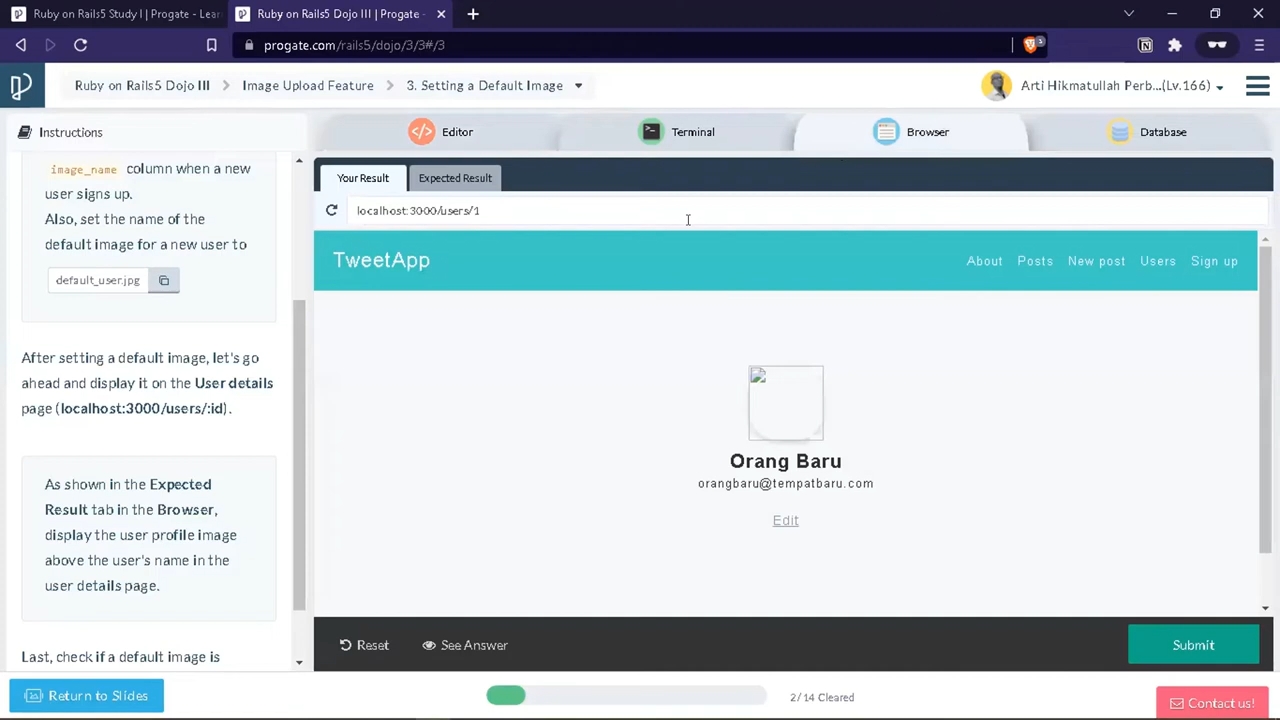 Ruby on Rails5 Study I | Progate - Lear
Ruby on Rails5 Dojo III | Progate -
progate.com/rails5/dojo/3/3#/3
Ruby on Rails5 Dojo III
Image Upload Feature
3. Setting a Default Image
Arti Hikmatullah Perb...(Lv.166)
Instructions
Editor
Terminal
Browser
Database
image_name column when a new
user signs up.
Also, set the name of the
default image for a new user to
default_user.jpg
After setting a default image, let's go
ahead and display it on the User details
page (localhost:3000/users/:id).
As shown in the Expected
Result tab in the Browser,
display the user profile image
above the user's name in the
user details page.
Last, check if a default image is
Your Result
Expected Result
localhost:3000/users/1
TweetApp
About
Posts
New post
Users
Sign up
Orang Baru
orangbaru@tempatbaru.com
Edit
Reset
See Answer
Submit
Return to Slides
2/14 Cleared
Contact us!